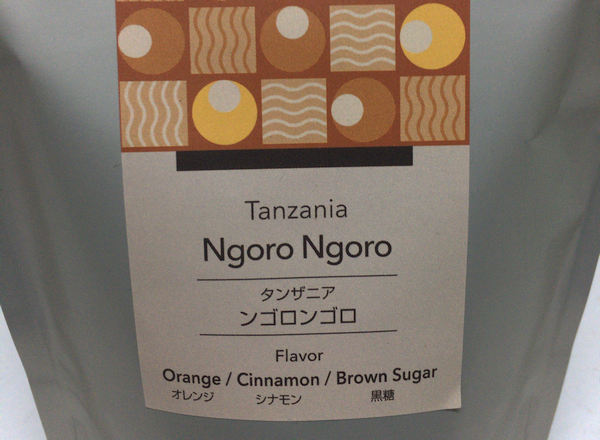 Tanzania
Ngoro Ngoro
タンザニア
ンゴロンゴロ
Flavor
Orange / Cinnamon / Brown Sugar
オレンジ シナモン 黒糖